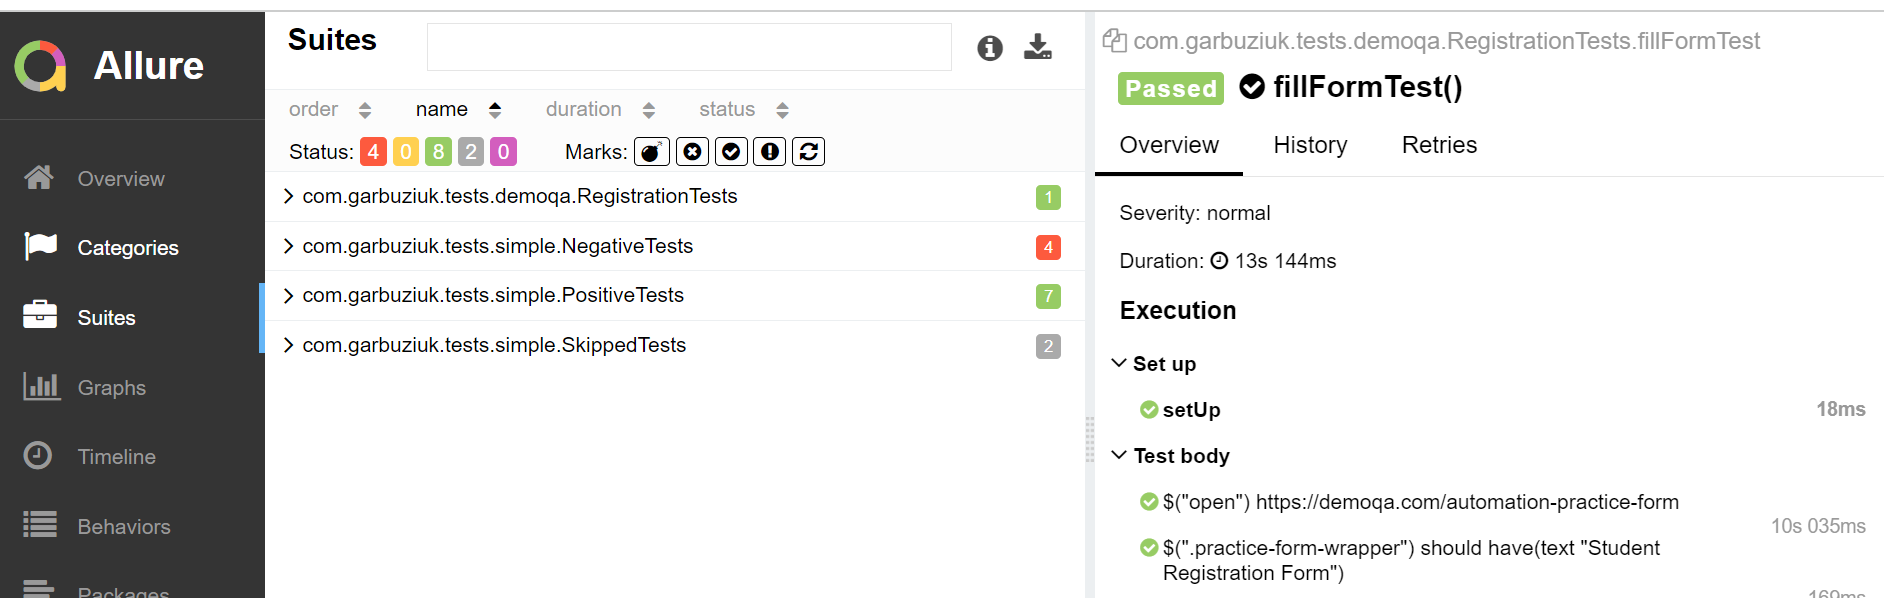 Allure
Overview
Categories
Suites
Graphs
Timeline
Behaviors
Packages
Suites
order name duration status
Status: 4 0 8 2 0 Marks:
com.garbuziuk.tests.demoqa.RegistrationTests 1
com.garbuziuk.tests.simple.NegativeTests 4
com.garbuziuk.tests.simple.PositiveTests 7
com.garbuziuk.tests.simple.SkippedTests 2
com.garbuziuk.tests.demoqa.RegistrationTests.fillFormTest
Passed fillFormTest()
Overview History Retries
Severity: normal
Duration: 13s 144ms
Execution
Set up
setUp 18ms
Test body
$("open") https://demoqa.com/automation-practice-form
10s 035ms
$(".practice-form-wrapper") should have(text "Student
Registration Form")
169ms